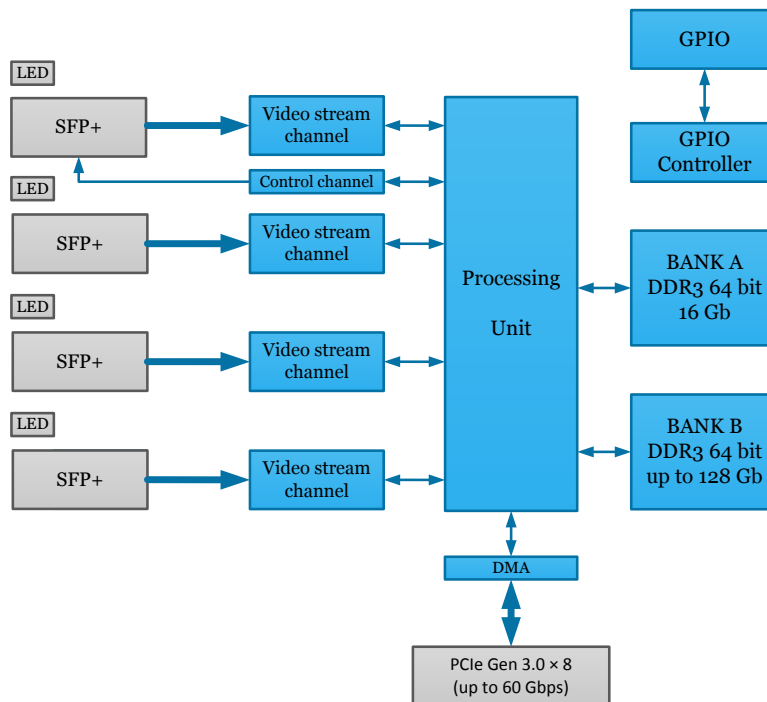 GPIO
LED
SFP+
Video stream
channel
GPIO
Controller
Control channel
LED
SFP+
Video stream
channel
Processing
Unit
BANK A
DDR3 64 bit
16 Gb
LED
SFP+
Video stream
channel
LED
SFP+
Video stream
channel
BANK B
DDR3 64 bit
up to 128 Gb
DMA
PCIe Gen 3.0 × 8
(up to 60 Gbps)